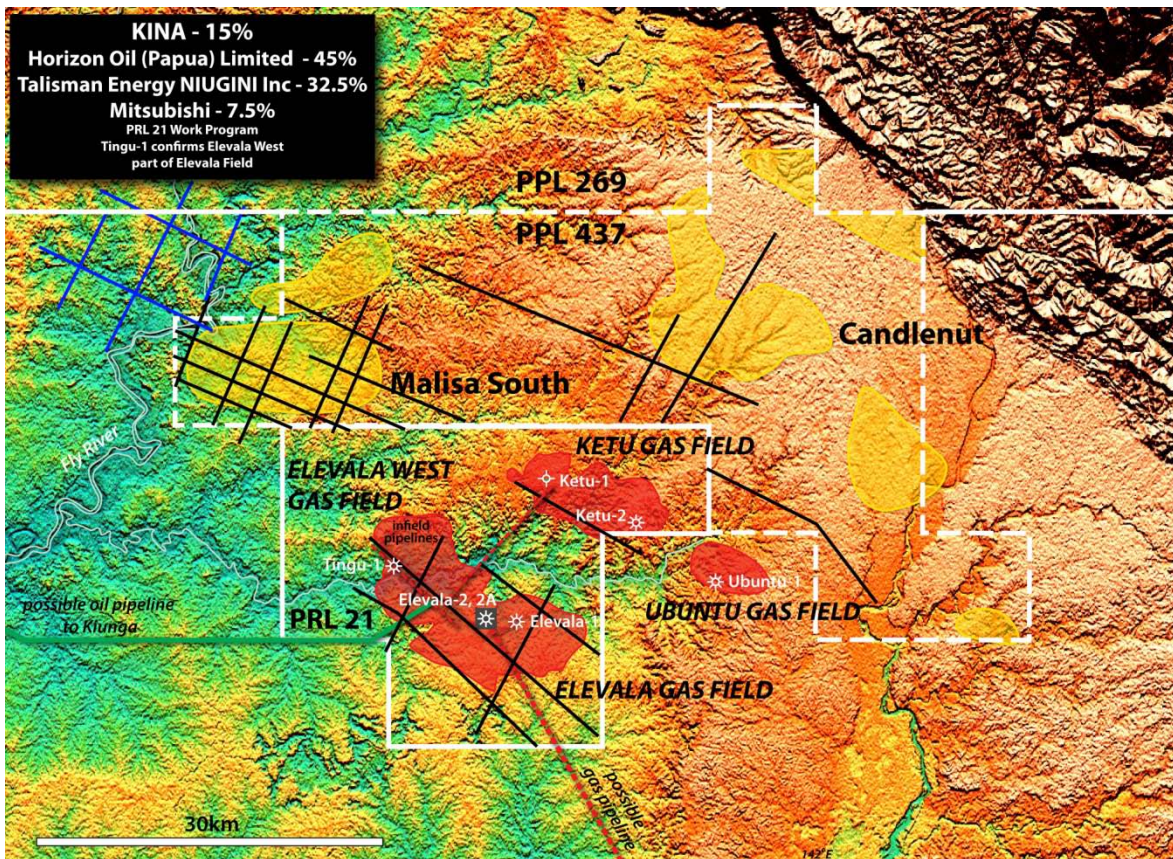 KINA - 15%
Horizon Oil (Papua) Limited - 45%
Talisman Energy NIUGINI Inc - 32.5%
Mitsubishi - 7.5%
PRL 21 Work Program
Tingu-1 confirms Elevala West
part of Elevala Field
PPL 269
PPL 437
Candlenut
Malisa South
Fly River
KETU GAS FIELD
ELEVALA WEST
GAS FIELD
Ketu-1
Ketu-2
infield
pipelines
Tingu-1
Ubuntu-1
Elevala-2, 2A
Elevala-1
UBUNTU GAS FIELD
possible oil pipeline
to KIunga
PRL 21
ELEVALA GAS FIELD
possible
gas pipeline
30km